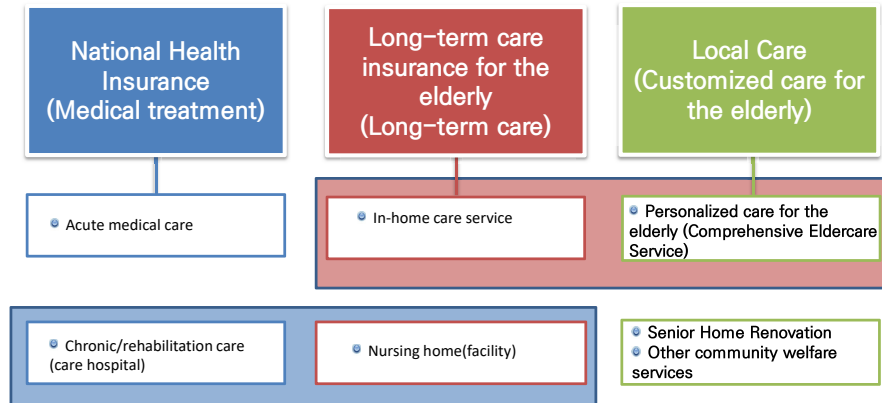 National Health
Insurance
(Medical treatment)
Long-term care
insurance for the
elderly
(Long-term care)
Local Care
(Customized care for
the elderly)
Acute medical care
In-home care service
Personalized care for the
elderly (Comprehensive Eldercare
Service)
Chronic/rehabilitation care
(care hospital)
Nursing home(facility)
Senior Home Renovation
Other community welfare
services